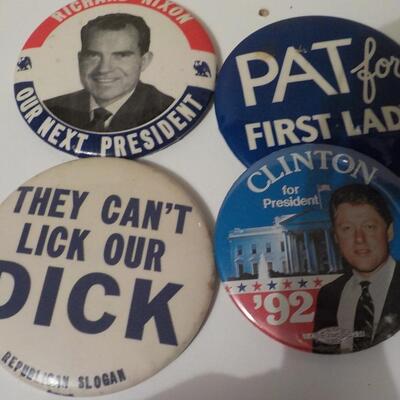 RICHARD NIXON
OUR NEXT PRESIDENT
PAT for
FIRST LAD
THEY CAN'T
LICK OUR
DICK
REPUBLICAN SLOGAN
CLINTON
for
President
'92